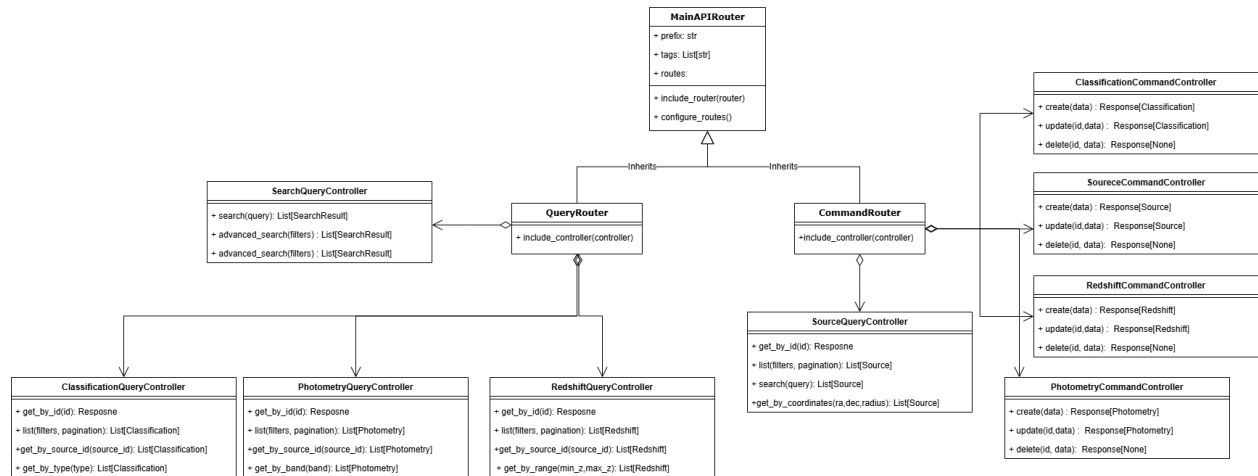 MainAPIRouter
+ prefix: str
+ tags: List[str]
+ routes:
+ include_router(router)
+ configure_routes()
Inherits
Inherits
SearchQueryController
+ search(query): List[SearchResult]
+ advanced_search(filters) : List[SearchResult]
+ advanced_search(filters) : List[SearchResult]
QueryRouter
+ include_controller(controller)
CommandRouter
+include_controller(controller)
ClassificationCommandController
+ create(data) : Response[Classification]
+ update(id,data) : Response[Classification]
+ delete(id, data): Response[None]
SoureceCommandController
+ create(data) : Response[Source]
+ update(id,data) : Response[Source]
+ delete(id, data): Response[None]
RedshiftCommandController
+ create(data) : Response[Redshift]
+ update(id,data) : Response[Redshift]
+ delete(id, data): Response[None]
SourceQueryController
+ get_by_id(id): Resposne
+ list(filters, pagination): List[Source]
+ search(query): List[Source]
+get_by_coordinates(ra,dec,radius): List[Source]
ClassificationQueryController
+ get_by_id(id): Resposne
+ list(filters, pagination): List[Classification]
+get_by_source_id(source_id): List[Classification]
+ get_by_type(type): List[Classification]
PhotometryQueryController
+ get_by_id(id): Resposne
+ list(filters, pagination): List[Photometry]
+get_by_source_id(source_id): List[Photometry]
+ get_by_band(band): List[Photometry]
RedshiftQueryController
+ get_by_id(id): Resposne
+ list(filters, pagination): List[Redshift]
+get_by_source_id(source_id): List[Redshift]
+ get_by_range(min_z,max_z): List[Redshift]
PhotometryCommandController
+ create(data) : Response[Photometry]
+ update(id,data) : Response[Photometry]
+ delete(id, data): Response[None]